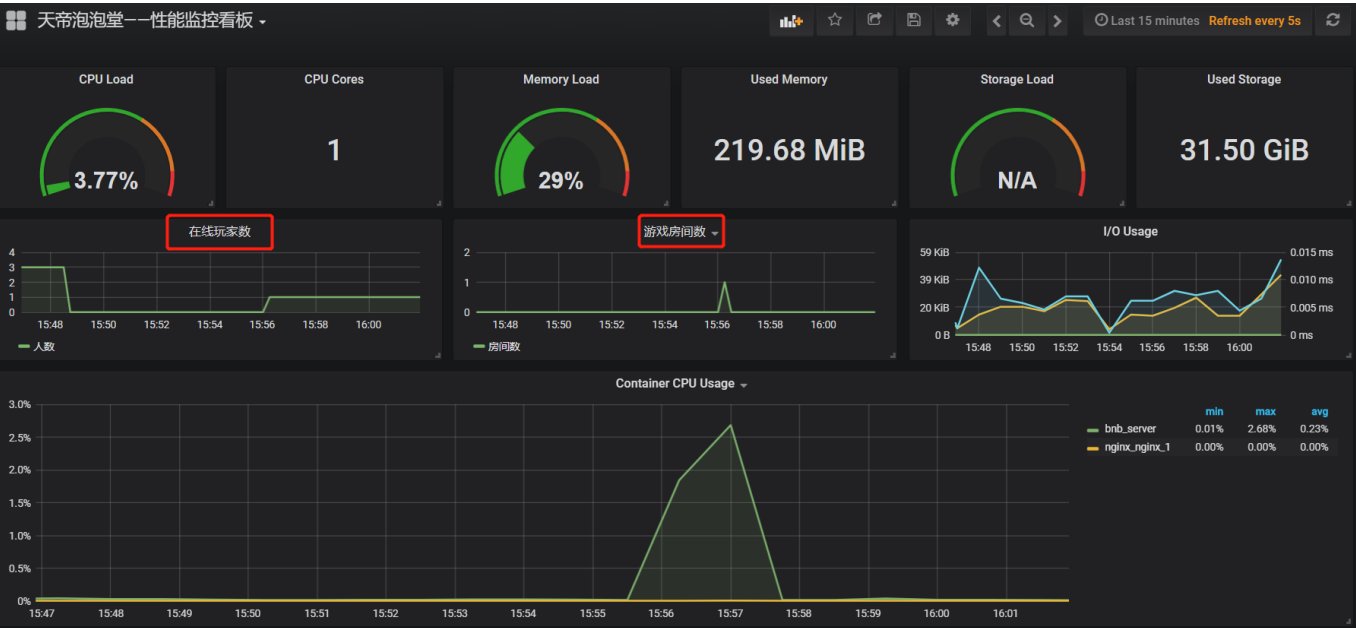 天帝泡泡堂——性能监控看板
Last 15 minutes Refresh every 5s
CPU Load
3.77%
CPU Cores
1
Memory Load
29%
Used Memory
219.68 MiB
Storage Load
N/A
Used Storage
31.50 GiB
在线玩家数
4
3
2
1
0
15:48 15:50 15:52 15:54 15:56 15:58 16:00
人数
游戏房间数
2
1
0
15:48 15:50 15:52 15:54 15:56 15:58 16:00
房间数
I/O Usage
59 KiB
39 KiB
20 KiB
0 B
0.015 ms
0.010 ms
0.005 ms
0 ms
15:48 15:50 15:52 15:54 15:56 15:58 16:00
Container CPU Usage
3.0%
2.5%
2.0%
1.5%
1.0%
0.5%
0%
15:47 15:48 15:49 15:50 15:51 15:52 15:53 15:54 15:55 15:56 15:57 15:58 15:59 16:00 16:01
min max avg
bnb_server 0.01% 2.68% 0.23%
nginx_nginx_1 0.00% 0.00% 0.00%